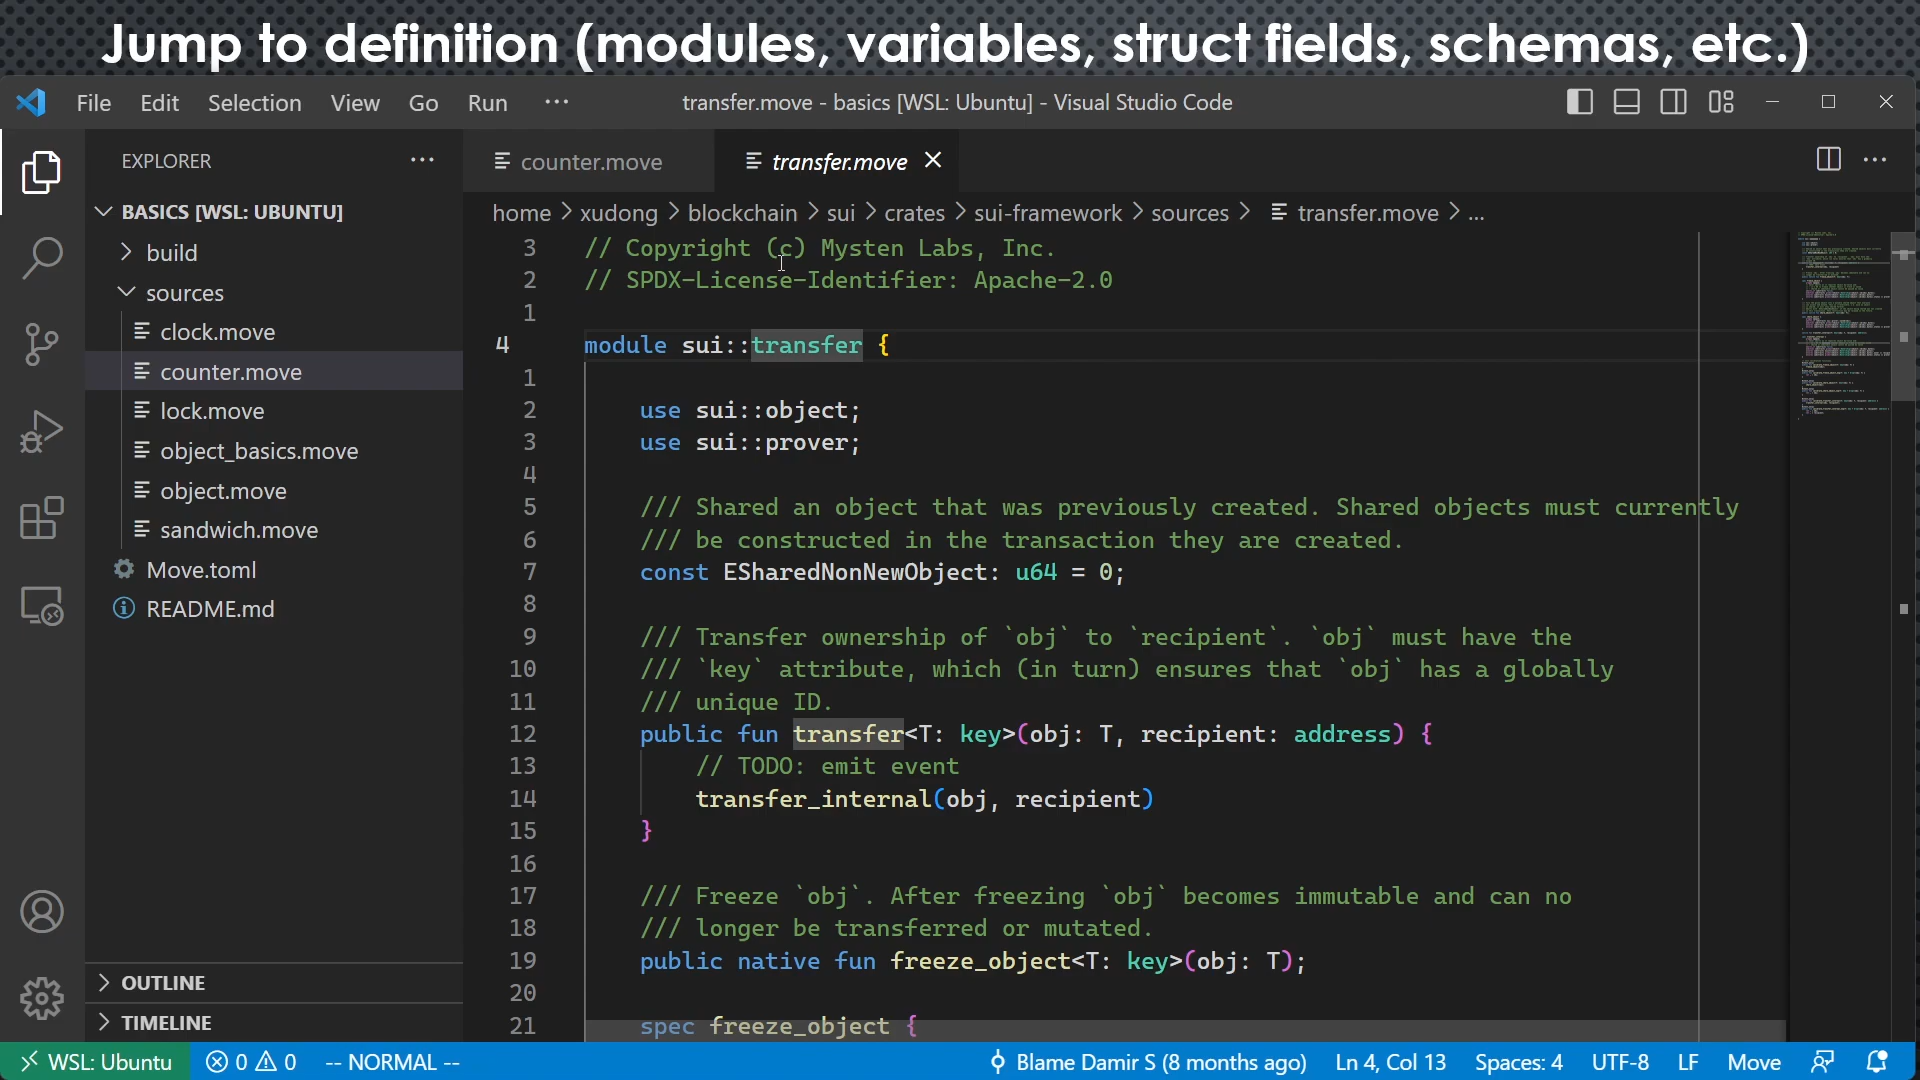 Jump to definition (modules, variables, struct fields, schemas, etc.)
File Edit Selection View Go Run ··· transfer.move - basics [WSL: Ubuntu] - Visual Studio Code
EXPLORER ···
BASICS [WSL: UBUNTU]
build
sources
clock.move
counter.move
lock.move
object_basics.move
object.move
sandwich.move
Move.toml
README.md
OUTLINE
TIMELINE
counter.move transfer.move
home > xudong > blockchain > sui > crates > sui-framework > sources > transfer.move > ...
3 // Copyright (c) Mysten Labs, Inc.
2 // SPDX-License-Identifier: Apache-2.0
1
4 module sui::transfer {
1
2 use sui::object;
3 use sui::prover;
4
5 /// Shared an object that was previously created. Shared objects must currently
6 /// be constructed in the transaction they are created.
7 const ESharedNonNewObject: u64 = 0;
8
9 /// Transfer ownership of `obj` to `recipient`. `obj` must have the
10 /// `key` attribute, which (in turn) ensures that `obj` has a globally
11 /// unique ID.
12 public fun transfer<T: key>(obj: T, recipient: address) {
13 // TODO: emit event
14 transfer_internal(obj, recipient)
15 }
16
17 /// Freeze `obj`. After freezing `obj` becomes immutable and can no
18 /// longer be transferred or mutated.
19 public native fun freeze_object<T: key>(obj: T);
20
21 spec freeze_object {
WSL: Ubuntu 0 0 -- NORMAL -- Blame Damir S (8 months ago) Ln 4, Col 13 Spaces: 4 UTF-8 LF Move